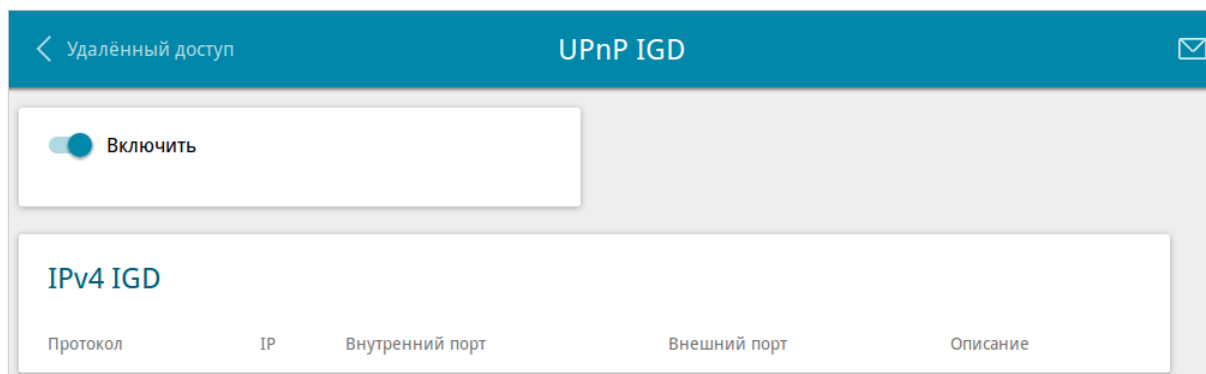 Удалённый доступ UPnP IGD
Включить
IPv4 IGD
Протокол IP Внутренний порт Внешний порт Описание